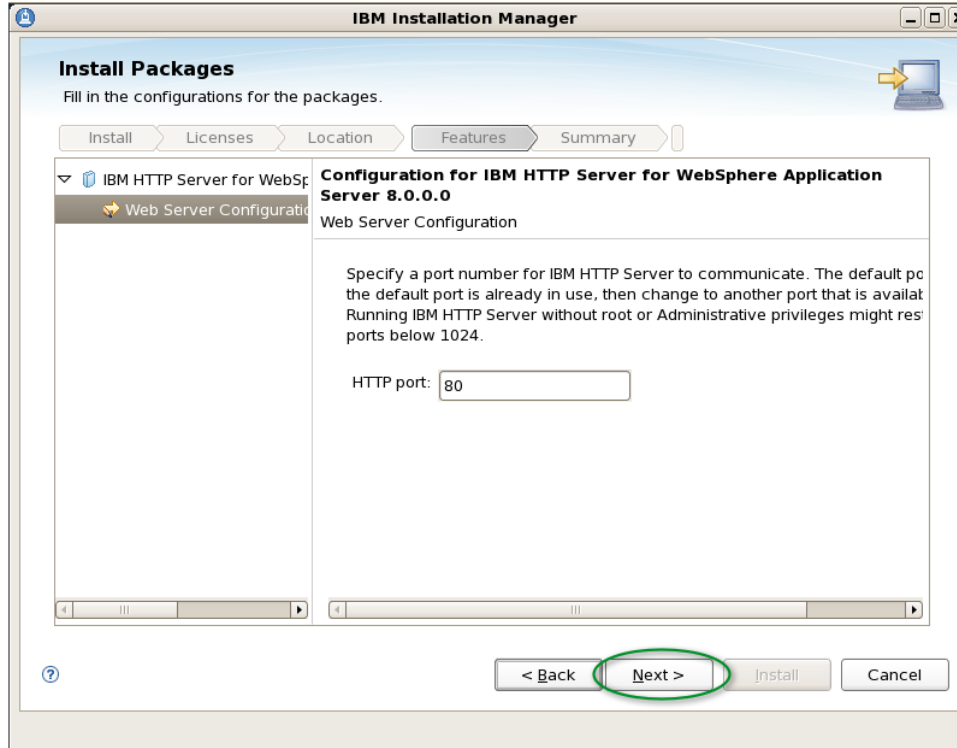 IBM Installation Manager
Install Packages
Fill in the configurations for the packages.
Install
Licenses
Location
Features
Summary
IBM HTTP Server for WebSp
Web Server Configuratio
Configuration for IBM HTTP Server for WebSphere Application
Server 8.0.0.0
Web Server Configuration
Specify a port number for IBM HTTP Server to communicate. The default po
the default port is already in use, then change to another port that is availab
Running IBM HTTP Server without root or Administrative privileges might res
ports below 1024.
HTTP port: 80
?
< Back
Next >
Install
Cancel